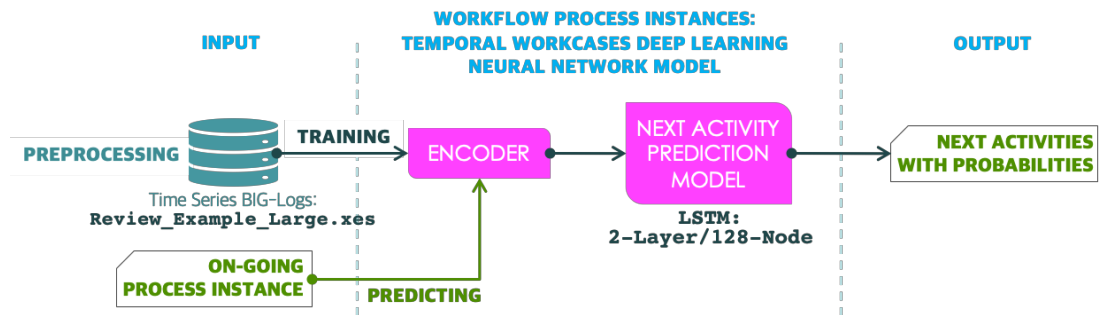 INPUT
WORKFLOW PROCESS INSTANCES:
TEMPORAL WORKCASES DEEP LEARNING
NEURAL NETWORK MODEL
OUTPUT
PREPROCESSING
TRAINING
ENCODER
NEXT ACTIVITY
PREDICTION
MODEL
NEXT ACTIVITIES
WITH PROBABILITIES
Time Series BIG-Logs:
Review_Example_Large.xes
LSTM:
2-Layer/128-Node
ON-GOING
PROCESS INSTANCE
PREDICTING